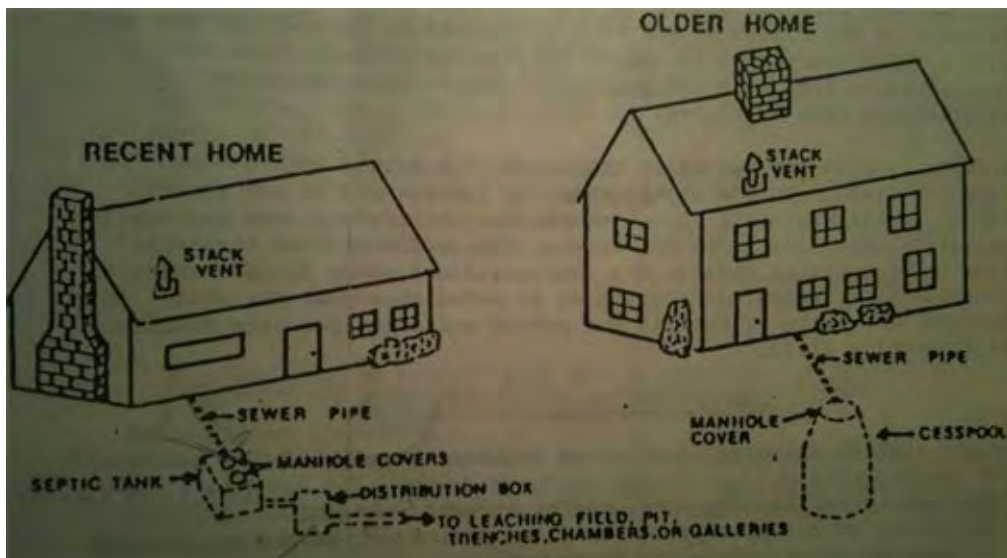 OLDER HOME
STACK
VENT
RECENT HOME
STACK
VENT
SEWER PIPE
MANHOLE
COVER
CESSPOOL
SEWER PIPE
MANHOLE COVERS
SEPTIC TANK
DISTRIBUTION BOX
TO LEACHING FIELD, PIT,
TRENCHES, CHAMBERS, OR GALLERIES